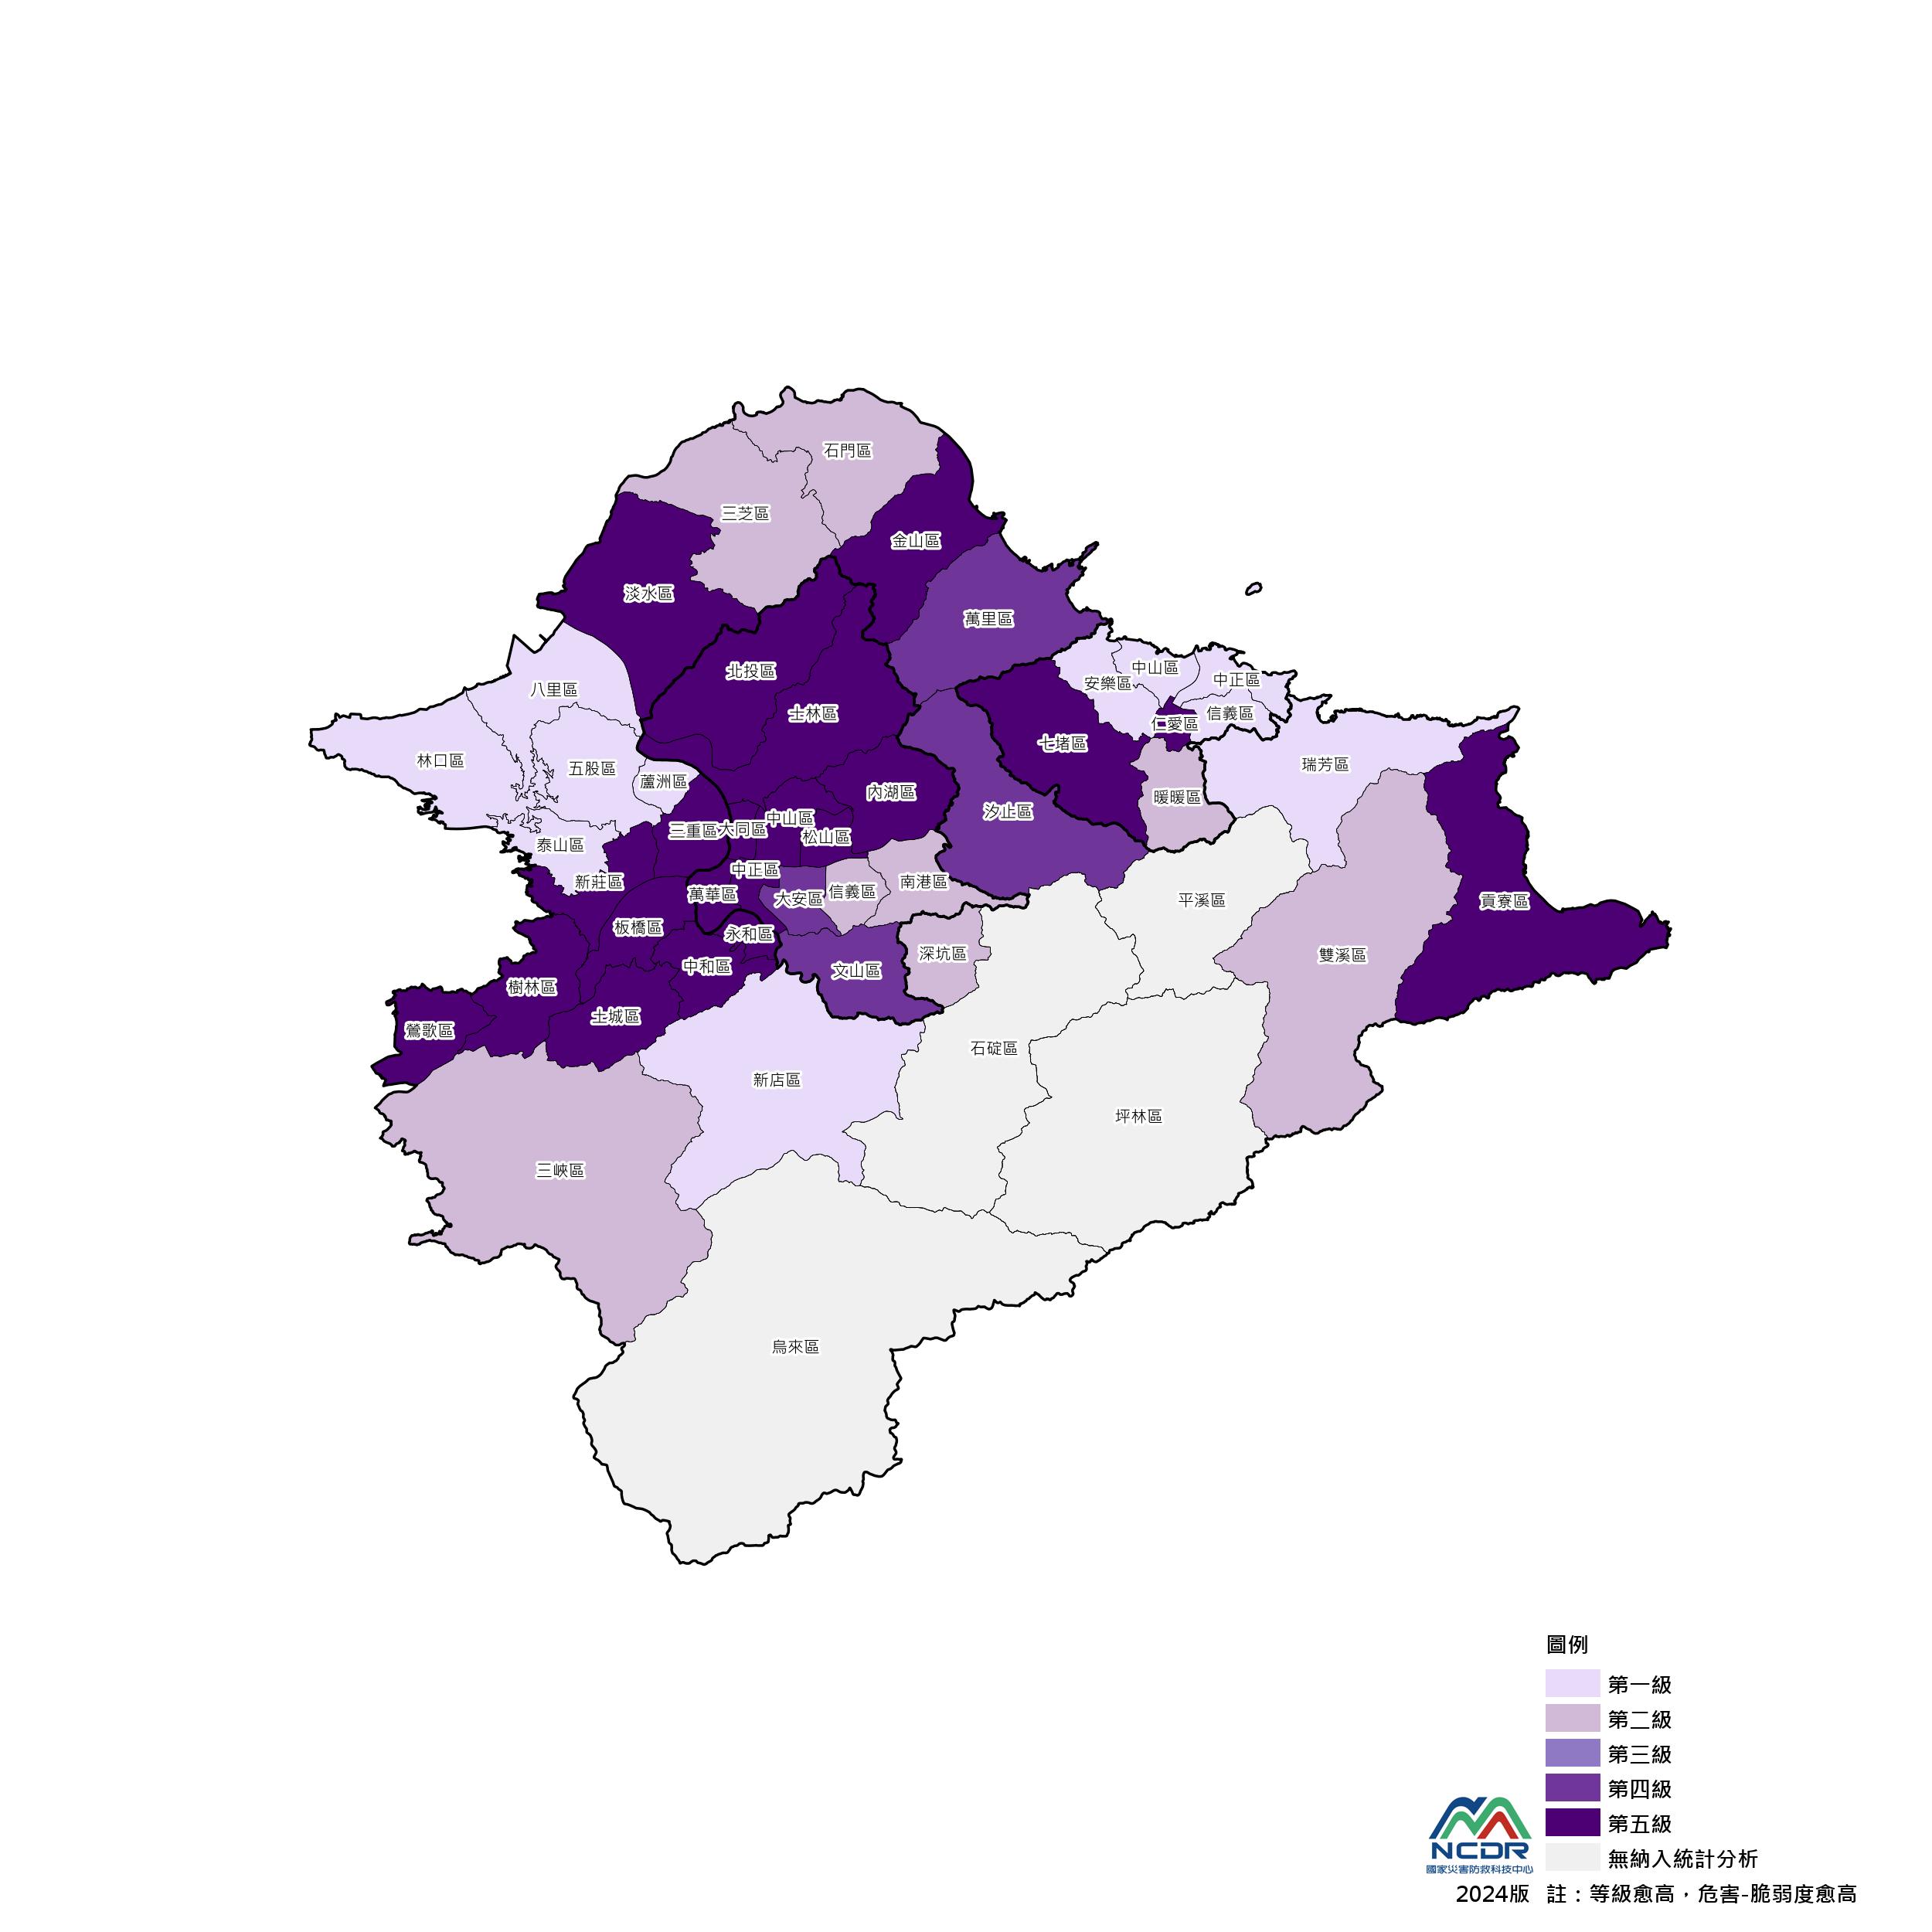 石門區
三芝區
金山區
淡水區
萬里區
北投區
中山區
安樂區
中正區
八里區
士林區
仁愛區
信義區
七堵區
林口區
五股區
瑞芳區
蘆洲區
內湖區
暖暖區
汐止區
中山區
三重區
大同區
松山區
泰山區
中正區
新莊區
南港區
萬華區
大安區
信義區
平溪區
貢寮區
板橋區
永和區
深坑區
雙溪區
中和區
文山區
樹林區
土城區
鶯歌區
石碇區
新店區
坪林區
三峽區
烏來區
圖例
第一級
第二級
第三級
第四級
第五級
無納入統計分析
NCDR
國家災害防救科技中心
2024版 註：等級愈高，危害-脆弱度愈高